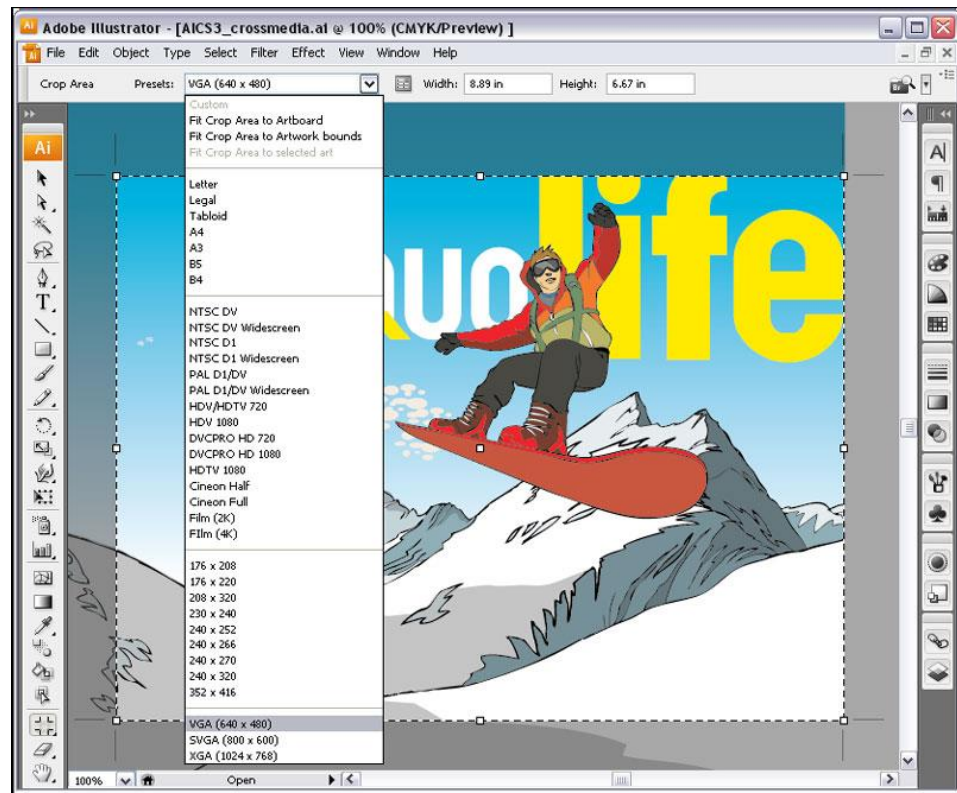 Adobe Illustrator - [AICS3_crossmedia.ai @ 100% (CMYK/Preview) ]
File Edit Object Type Select Filter Effect View Window Help
Crop Area Presets: VGA (640 x 480) Width: 8.89 in Height: 6.67 in
Custom
Fit Crop Area to Artboard
Fit Crop Area to Artwork bounds
Fit Crop Area to selected art
Ai
Letter
Legal
Tabloid
A4
A3
B5
B4
life
uo
NTSC DV
NTSC DV Widescreen
NTSC D1
NTSC D1 Widescreen
PAL D1/DV
PAL D1/DV Widescreen
HDV/HDTV 720
HDV 1080
DVCPRO HD 720
DVCPRO HD 1080
HDTV 1080
Cineon Half
Cineon Full
Film (2K)
FIlm (4K)
176 x 208
176 x 220
208 x 320
230 x 240
240 x 252
240 x 266
240 x 270
240 x 320
352 x 416
VGA (640 x 480)
SVGA (800 x 600)
XGA (1024 x 768)
100% Open